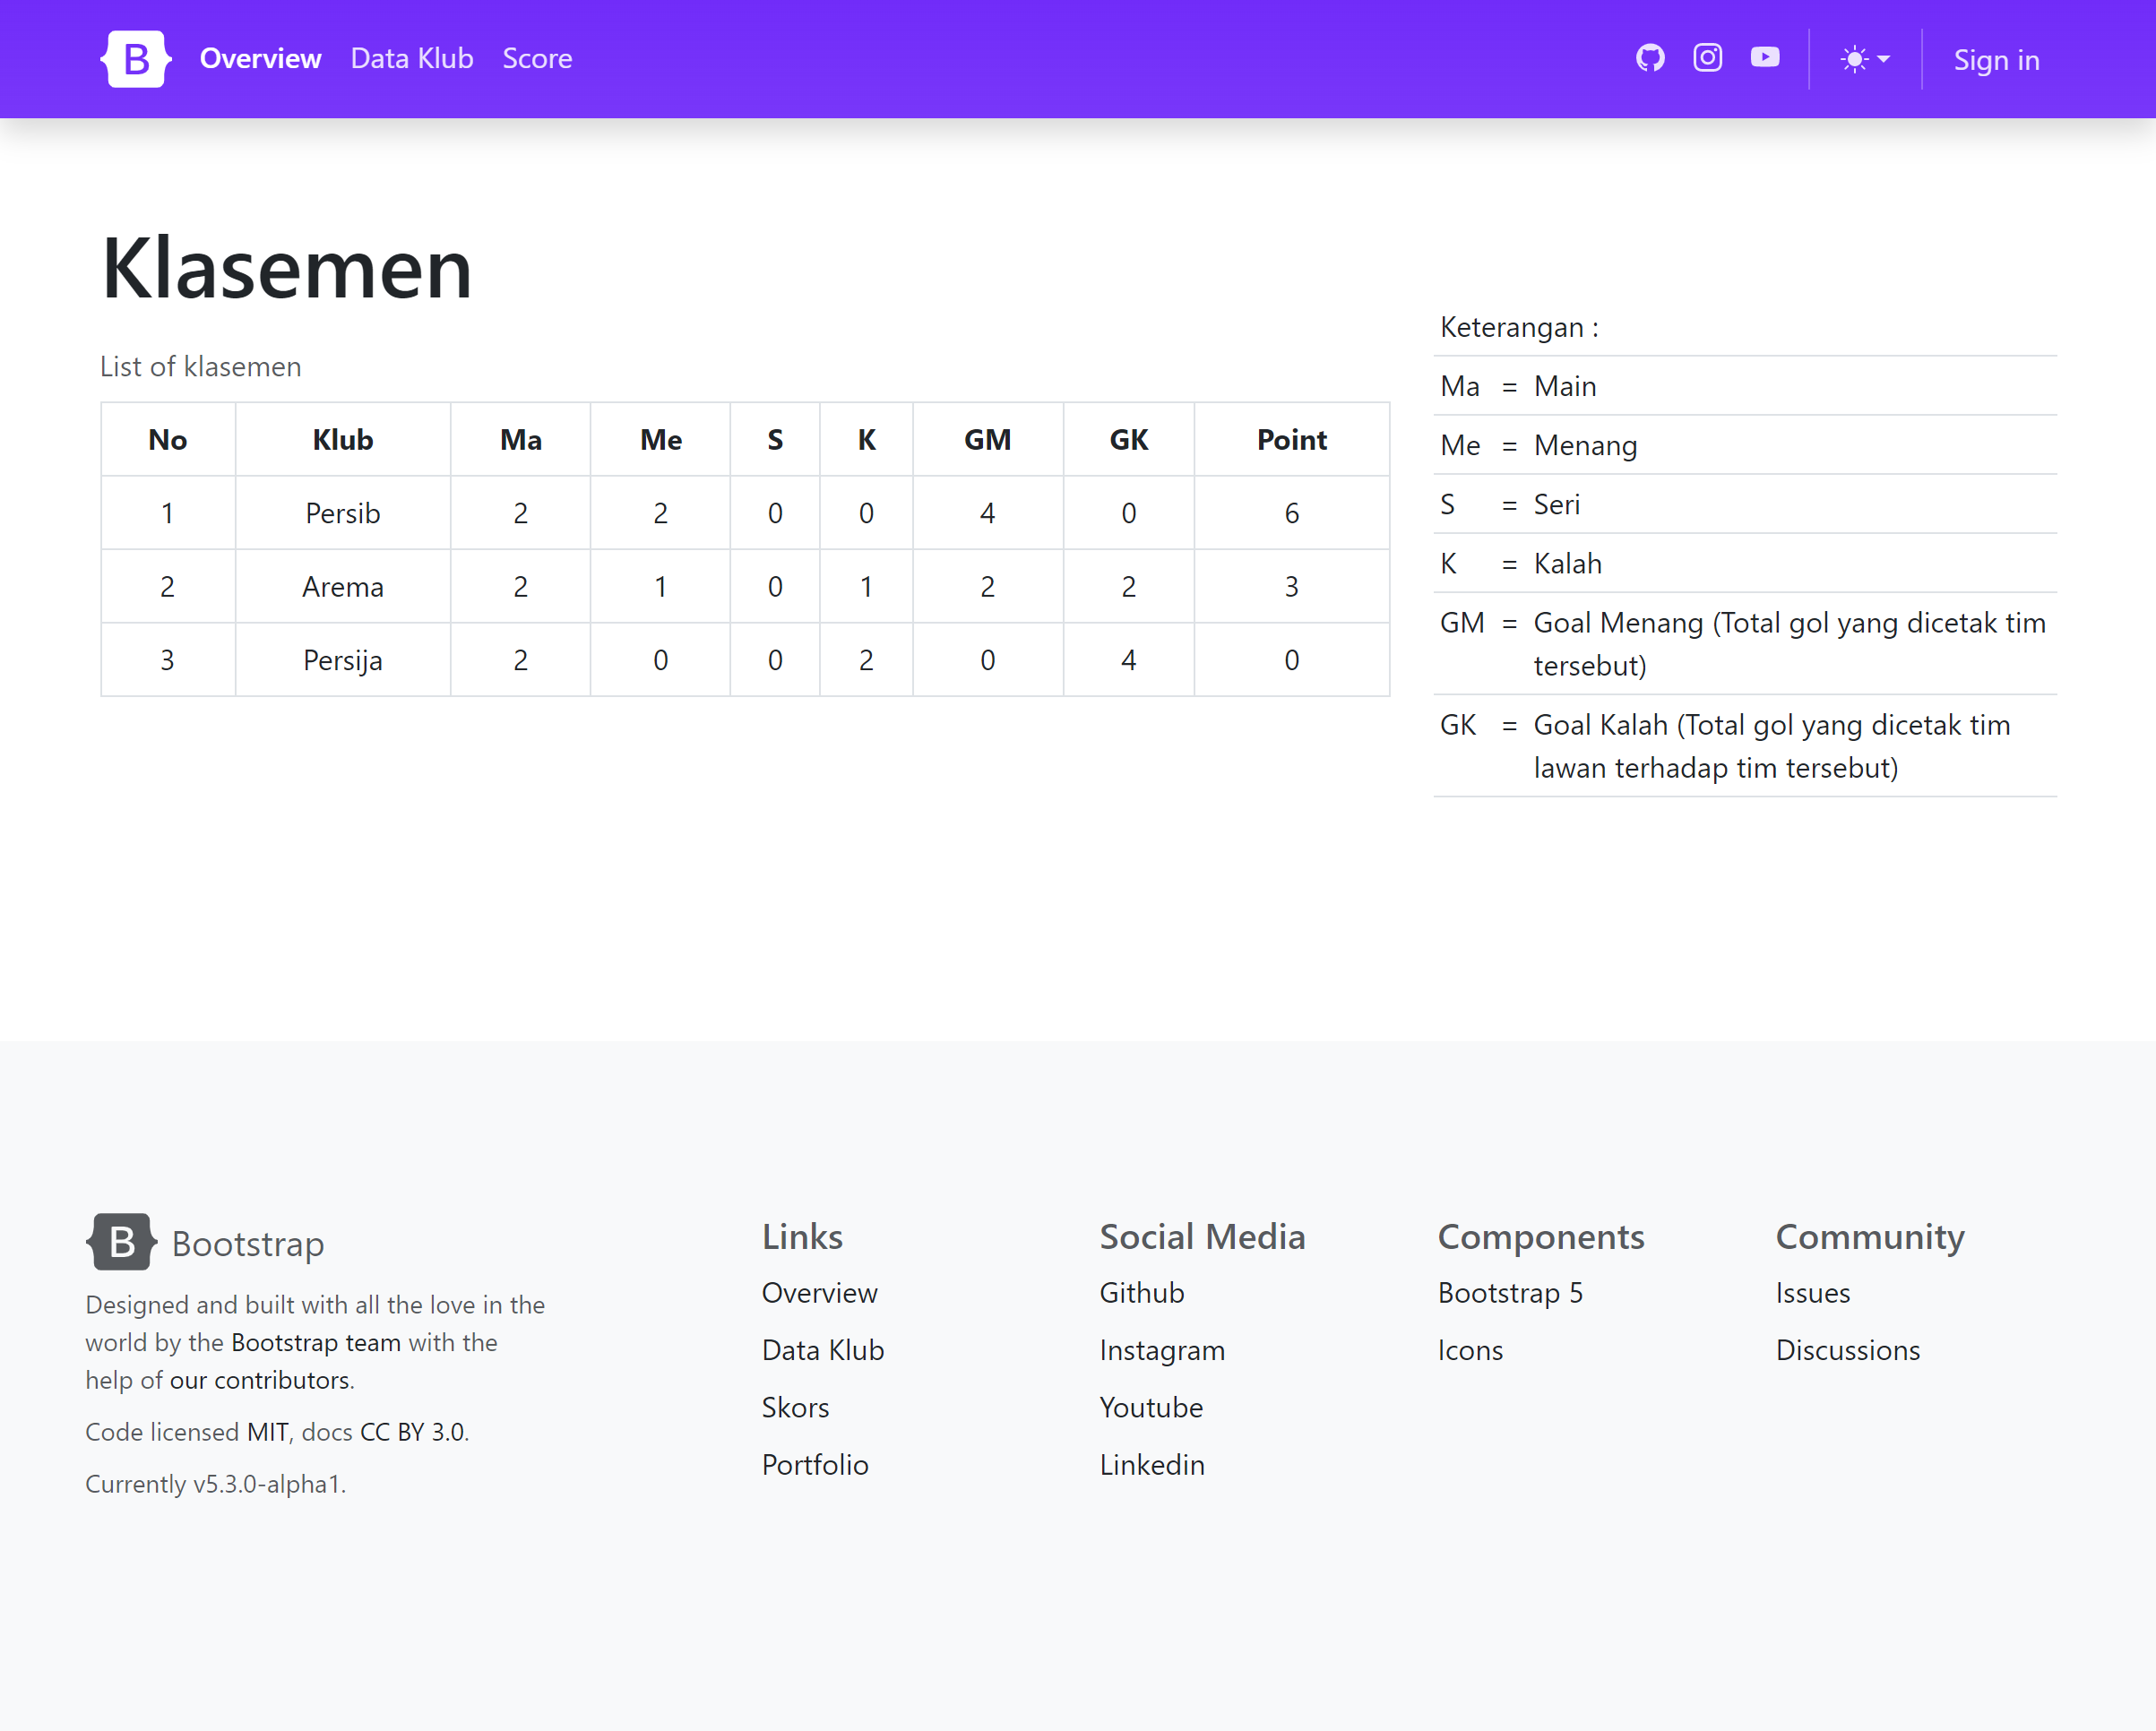 B Overview Data Klub Score Sign in
Klasemen
List of klasemen
No Klub Ma Me S K GM GK Point
1 Persib 2 2 0 0 4 0 6
2 Arema 2 1 0 1 2 2 3
3 Persija 2 0 0 2 0 4 0
Keterangan :
Ma = Main
Me = Menang
S = Seri
K = Kalah
GM = Goal Menang (Total gol yang dicetak tim
tersebut)
GK = Goal Kalah (Total gol yang dicetak tim
lawan terhadap tim tersebut)
B Bootstrap
Designed and built with all the love in the
world by the Bootstrap team with the
help of our contributors.
Code licensed MIT, docs CC BY 3.0.
Currently v5.3.0-alpha1.
Links
Overview
Data Klub
Skors
Portfolio
Social Media
Github
Instagram
Youtube
Linkedin
Components
Bootstrap 5
Icons
Community
Issues
Discussions